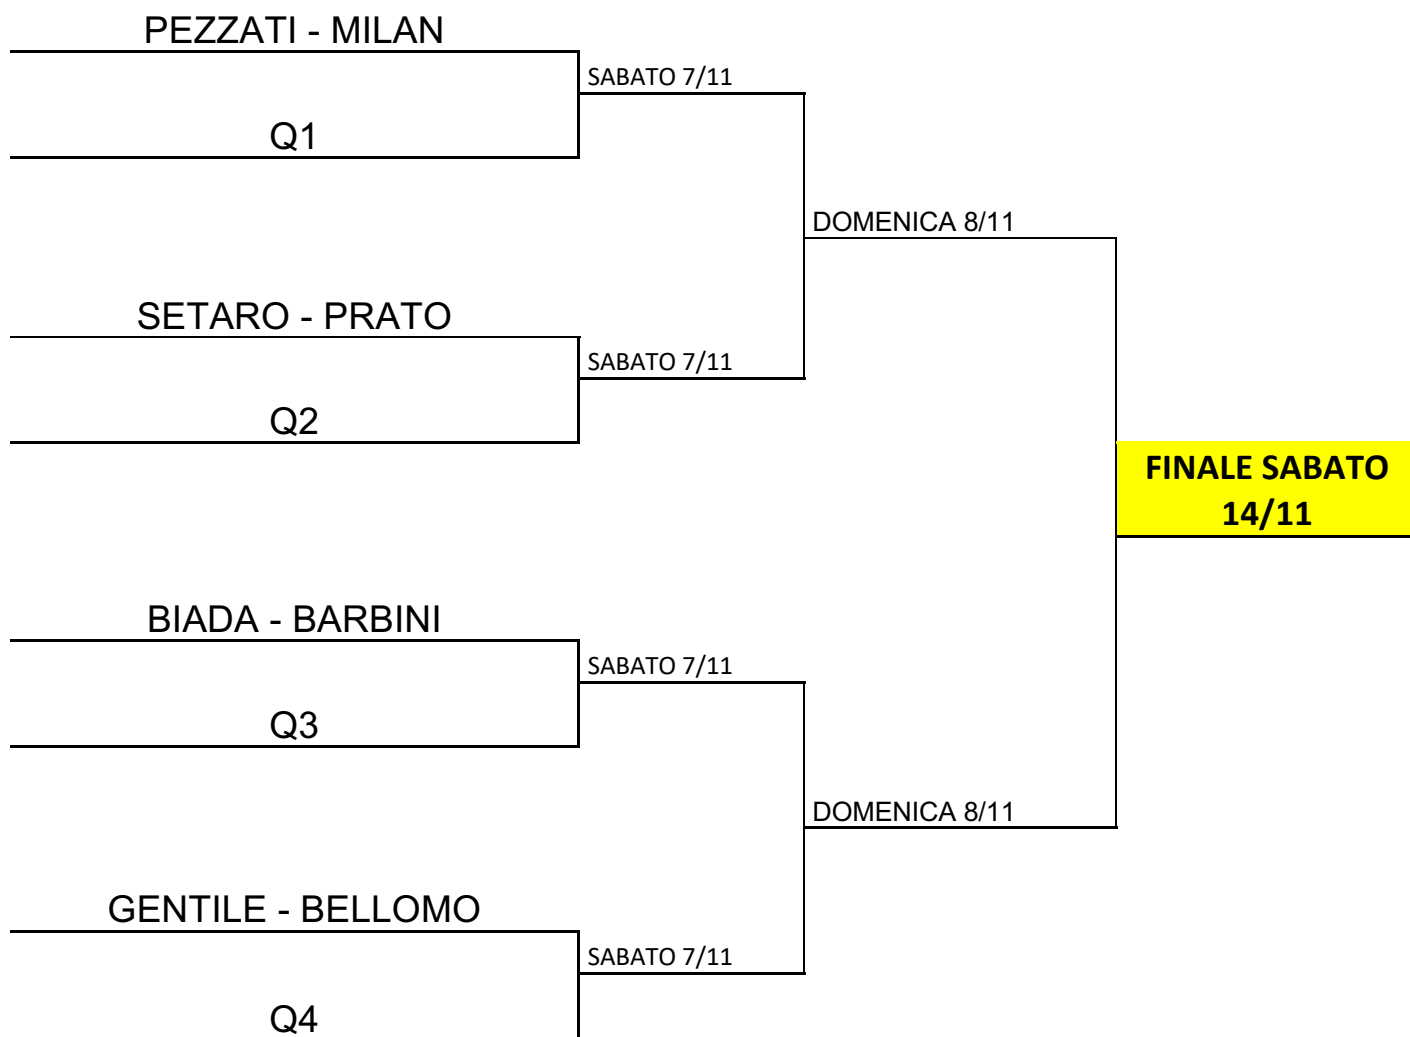 PEZZATI - MILAN
SABATO 7/11
Q1
DOMENICA 8/11
SETARO - PRATO
SABATO 7/11
Q2
FINALE SABATO
14/11
BIADA - BARBINI
SABATO 7/11
Q3
DOMENICA 8/11
GENTILE - BELLOMO
SABATO 7/11
Q4